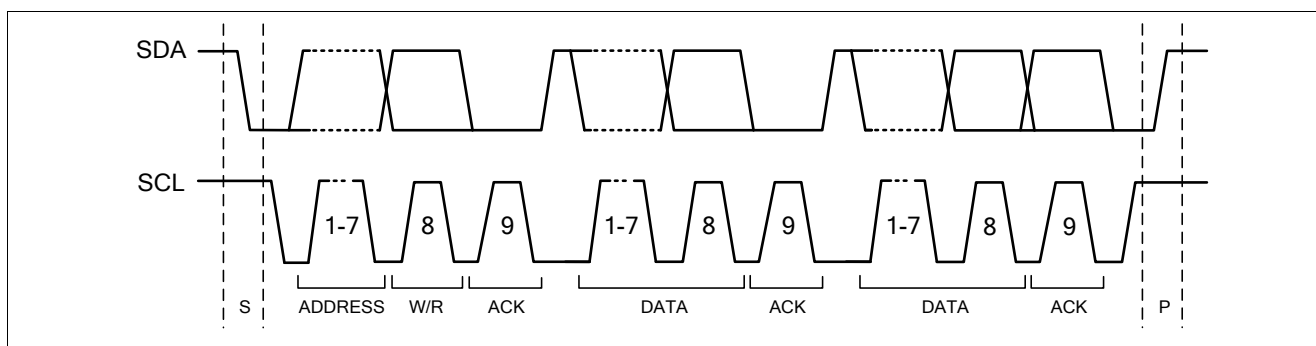 SDA
SCL
1-7 8 9 1-7 8 9 1-7 8 9
S ADDRESS W/R ACK DATA ACK DATA ACK P